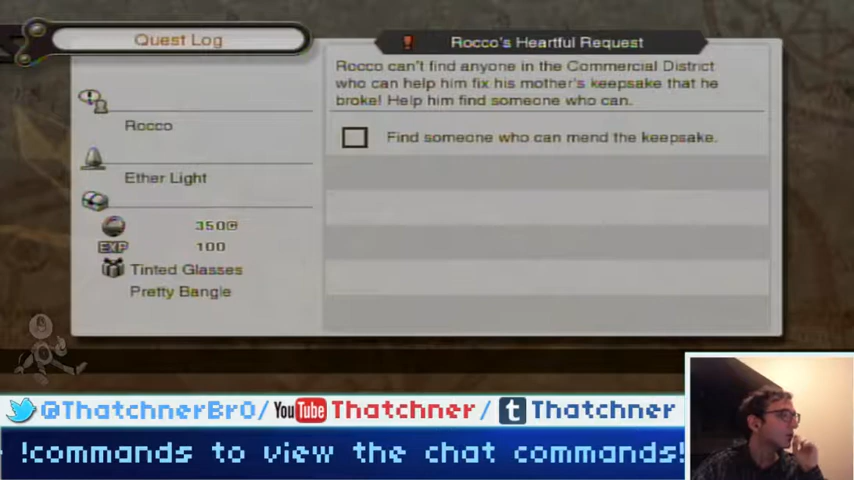 Quest Log
Rocco
Ether Light
350G
EXP 100
Tinted Glasses
Pretty Bangle
Rocco's Heartful Request
Rocco can't find anyone in the Commercial District
who can help him fix his mother's keepsake that he
broke! Help him find someone who can.
Find someone who can mend the keepsake.
@ThatchnerBr0/ YouTube Thatchner / t Thatchner
!commands to view the chat commands!